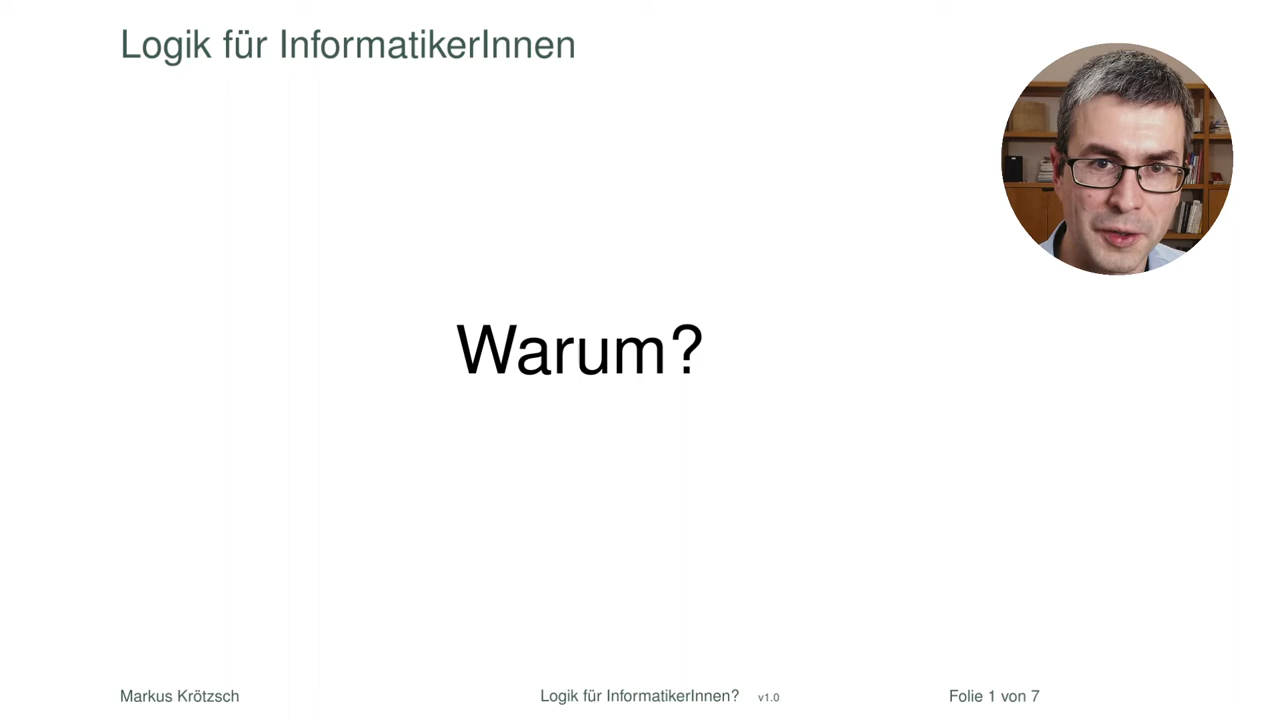 Logik für InformatikerInnen
Warum?
Markus Krötzsch
Logik für InformatikerInnen?
v1.0
Folie 1 von 7